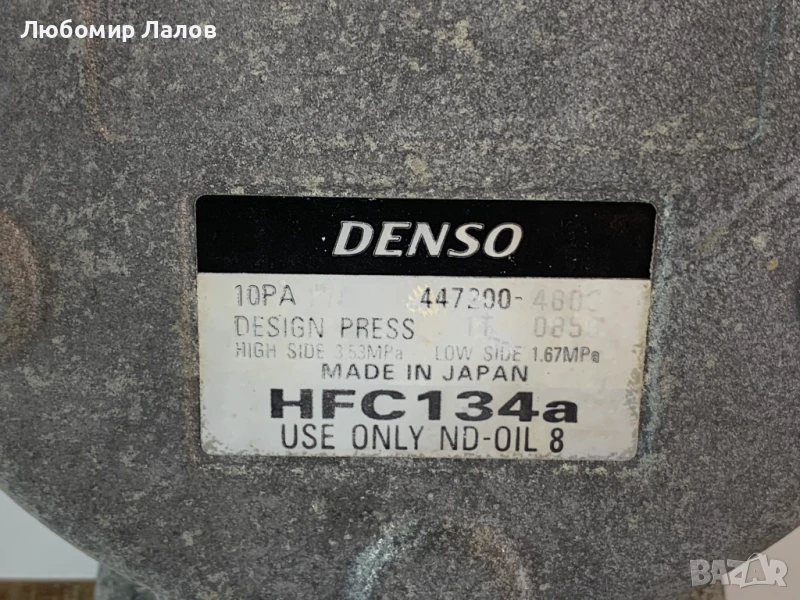 Любомир Лалов
DENSO
10PA 447200-
DESIGN PRESS
HIGH SIDE 3.53MPa LOW SIDE 1.67MPa
MADE IN JAPAN
HFC134a
USE ONLY ND-OIL 8
BAZAR